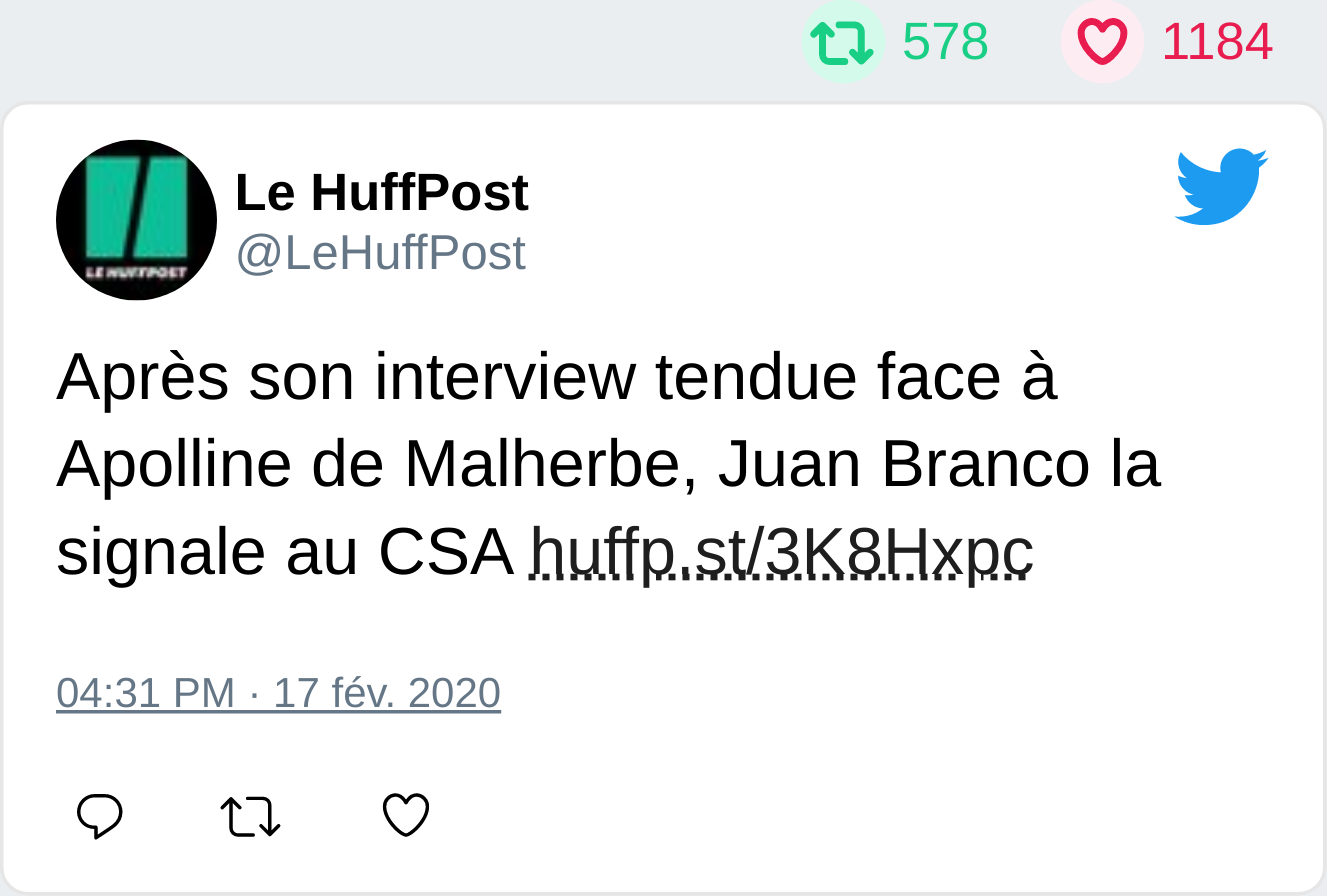 578 1184
Le HuffPost
@LeHuffPost
LE HUFFPOST
Après son interview tendue face à
Apolline de Malherbe, Juan Branco la
signale au CSA huffp.st/3K8Hxpc
04:31 PM · 17 fév. 2020